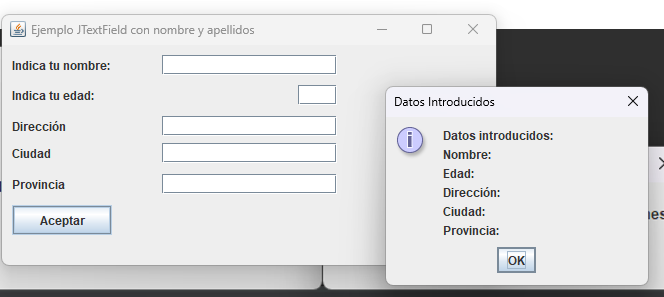 Ejemplo JTextField con nombre y apellidos
Indica tu nombre:
Indica tu edad:
Dirección
Ciudad
Provincia
Aceptar
Datos Introducidos
Datos introducidos:
Nombre:
Edad:
Dirección:
Ciudad:
Provincia:
OK